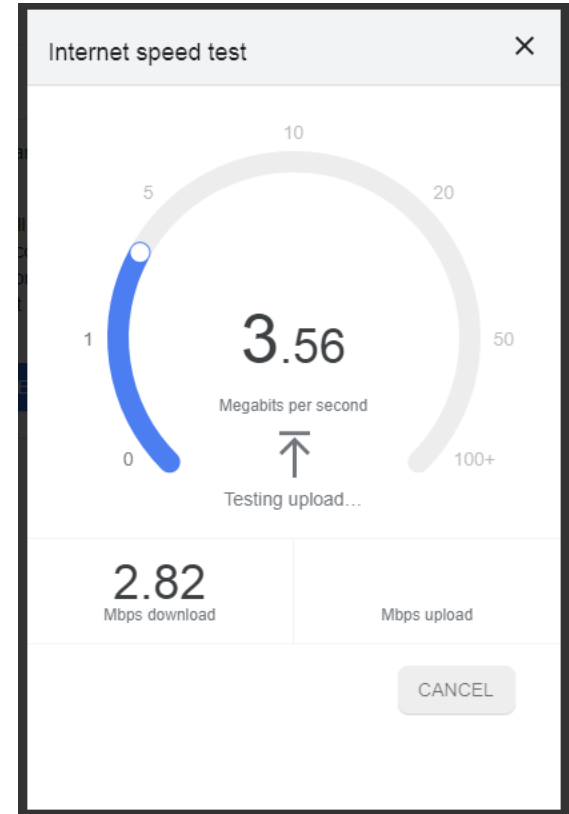 Internet speed test
10
5
20
3.56
1
50
Megabits per second
0
100+
Testing upload...
2.82
Mbps download
Mbps upload
CANCEL